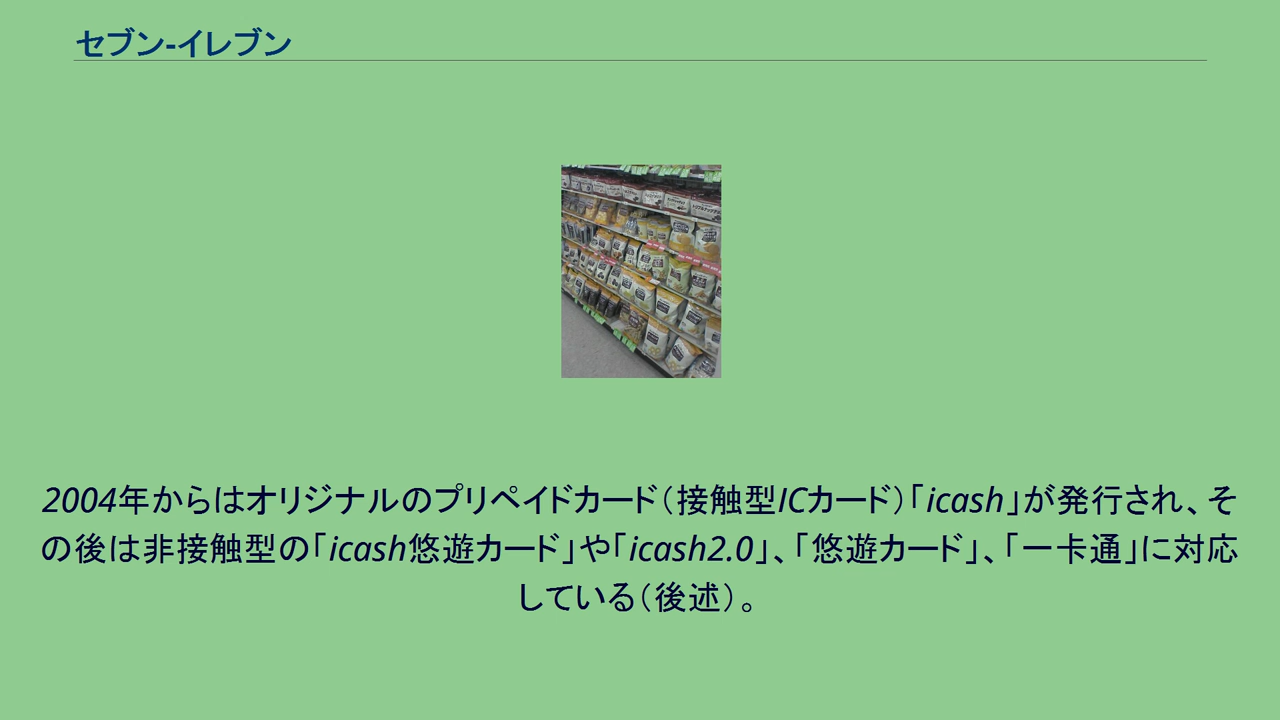 セブン-イレブン
2004年からはオリジナルのプリペイドカード（接触型ICカード）「icash」が発行され、そ
の後は非接触型の「icash悠遊カード」や「icash2.0」、「悠遊カード」、「一卡通」に対応
している（後述）。